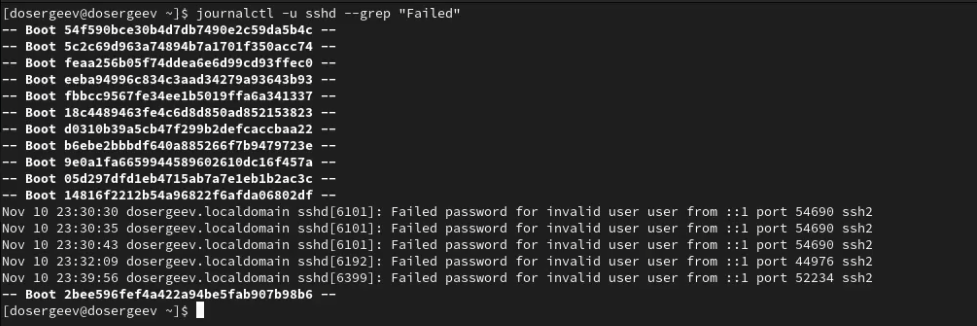 [dosergeev@dosergeev ~]$ journalctl -u sshd --grep "Failed"
-- Boot 54f590bce30b4d7db7490e2c59da5b4c --
-- Boot 5c2c69d963a74894b7a1701f350acc74 --
-- Boot feaa256b05f74ddea6e6d99cd93ffec0 --
-- Boot eeba94996c834c3aad34279a93643b93 --
-- Boot fbbcc9567fe34ee1b5019ffa6a341337 --
-- Boot 18c4489463fe4c6d8d850ad852153823 --
-- Boot d0310b39a5cb47f299b2defcaccbaa22 --
-- Boot b6ebe2bbbdf640a885266f7b9479723e --
-- Boot 9e0a1fa6659944589602610dc16f457a --
-- Boot 05d297dfd1eb4715ab7a7e1eb1b2ac3c --
-- Boot 14816f2212b54a96822f6afda06802df --
Nov 10 23:30:30 dosergeev.localdomain sshd[6101]: Failed password for invalid user user from ::1 port 54690 ssh2
Nov 10 23:30:35 dosergeev.localdomain sshd[6101]: Failed password for invalid user user from ::1 port 54690 ssh2
Nov 10 23:30:43 dosergeev.localdomain sshd[6101]: Failed password for invalid user user from ::1 port 54690 ssh2
Nov 10 23:32:09 dosergeev.localdomain sshd[6192]: Failed password for invalid user user from ::1 port 44976 ssh2
Nov 10 23:39:56 dosergeev.localdomain sshd[6399]: Failed password for invalid user user from ::1 port 52234 ssh2
-- Boot 2bee596fef4a422a94be5fab907b98b6 --
[dosergeev@dosergeev ~]$